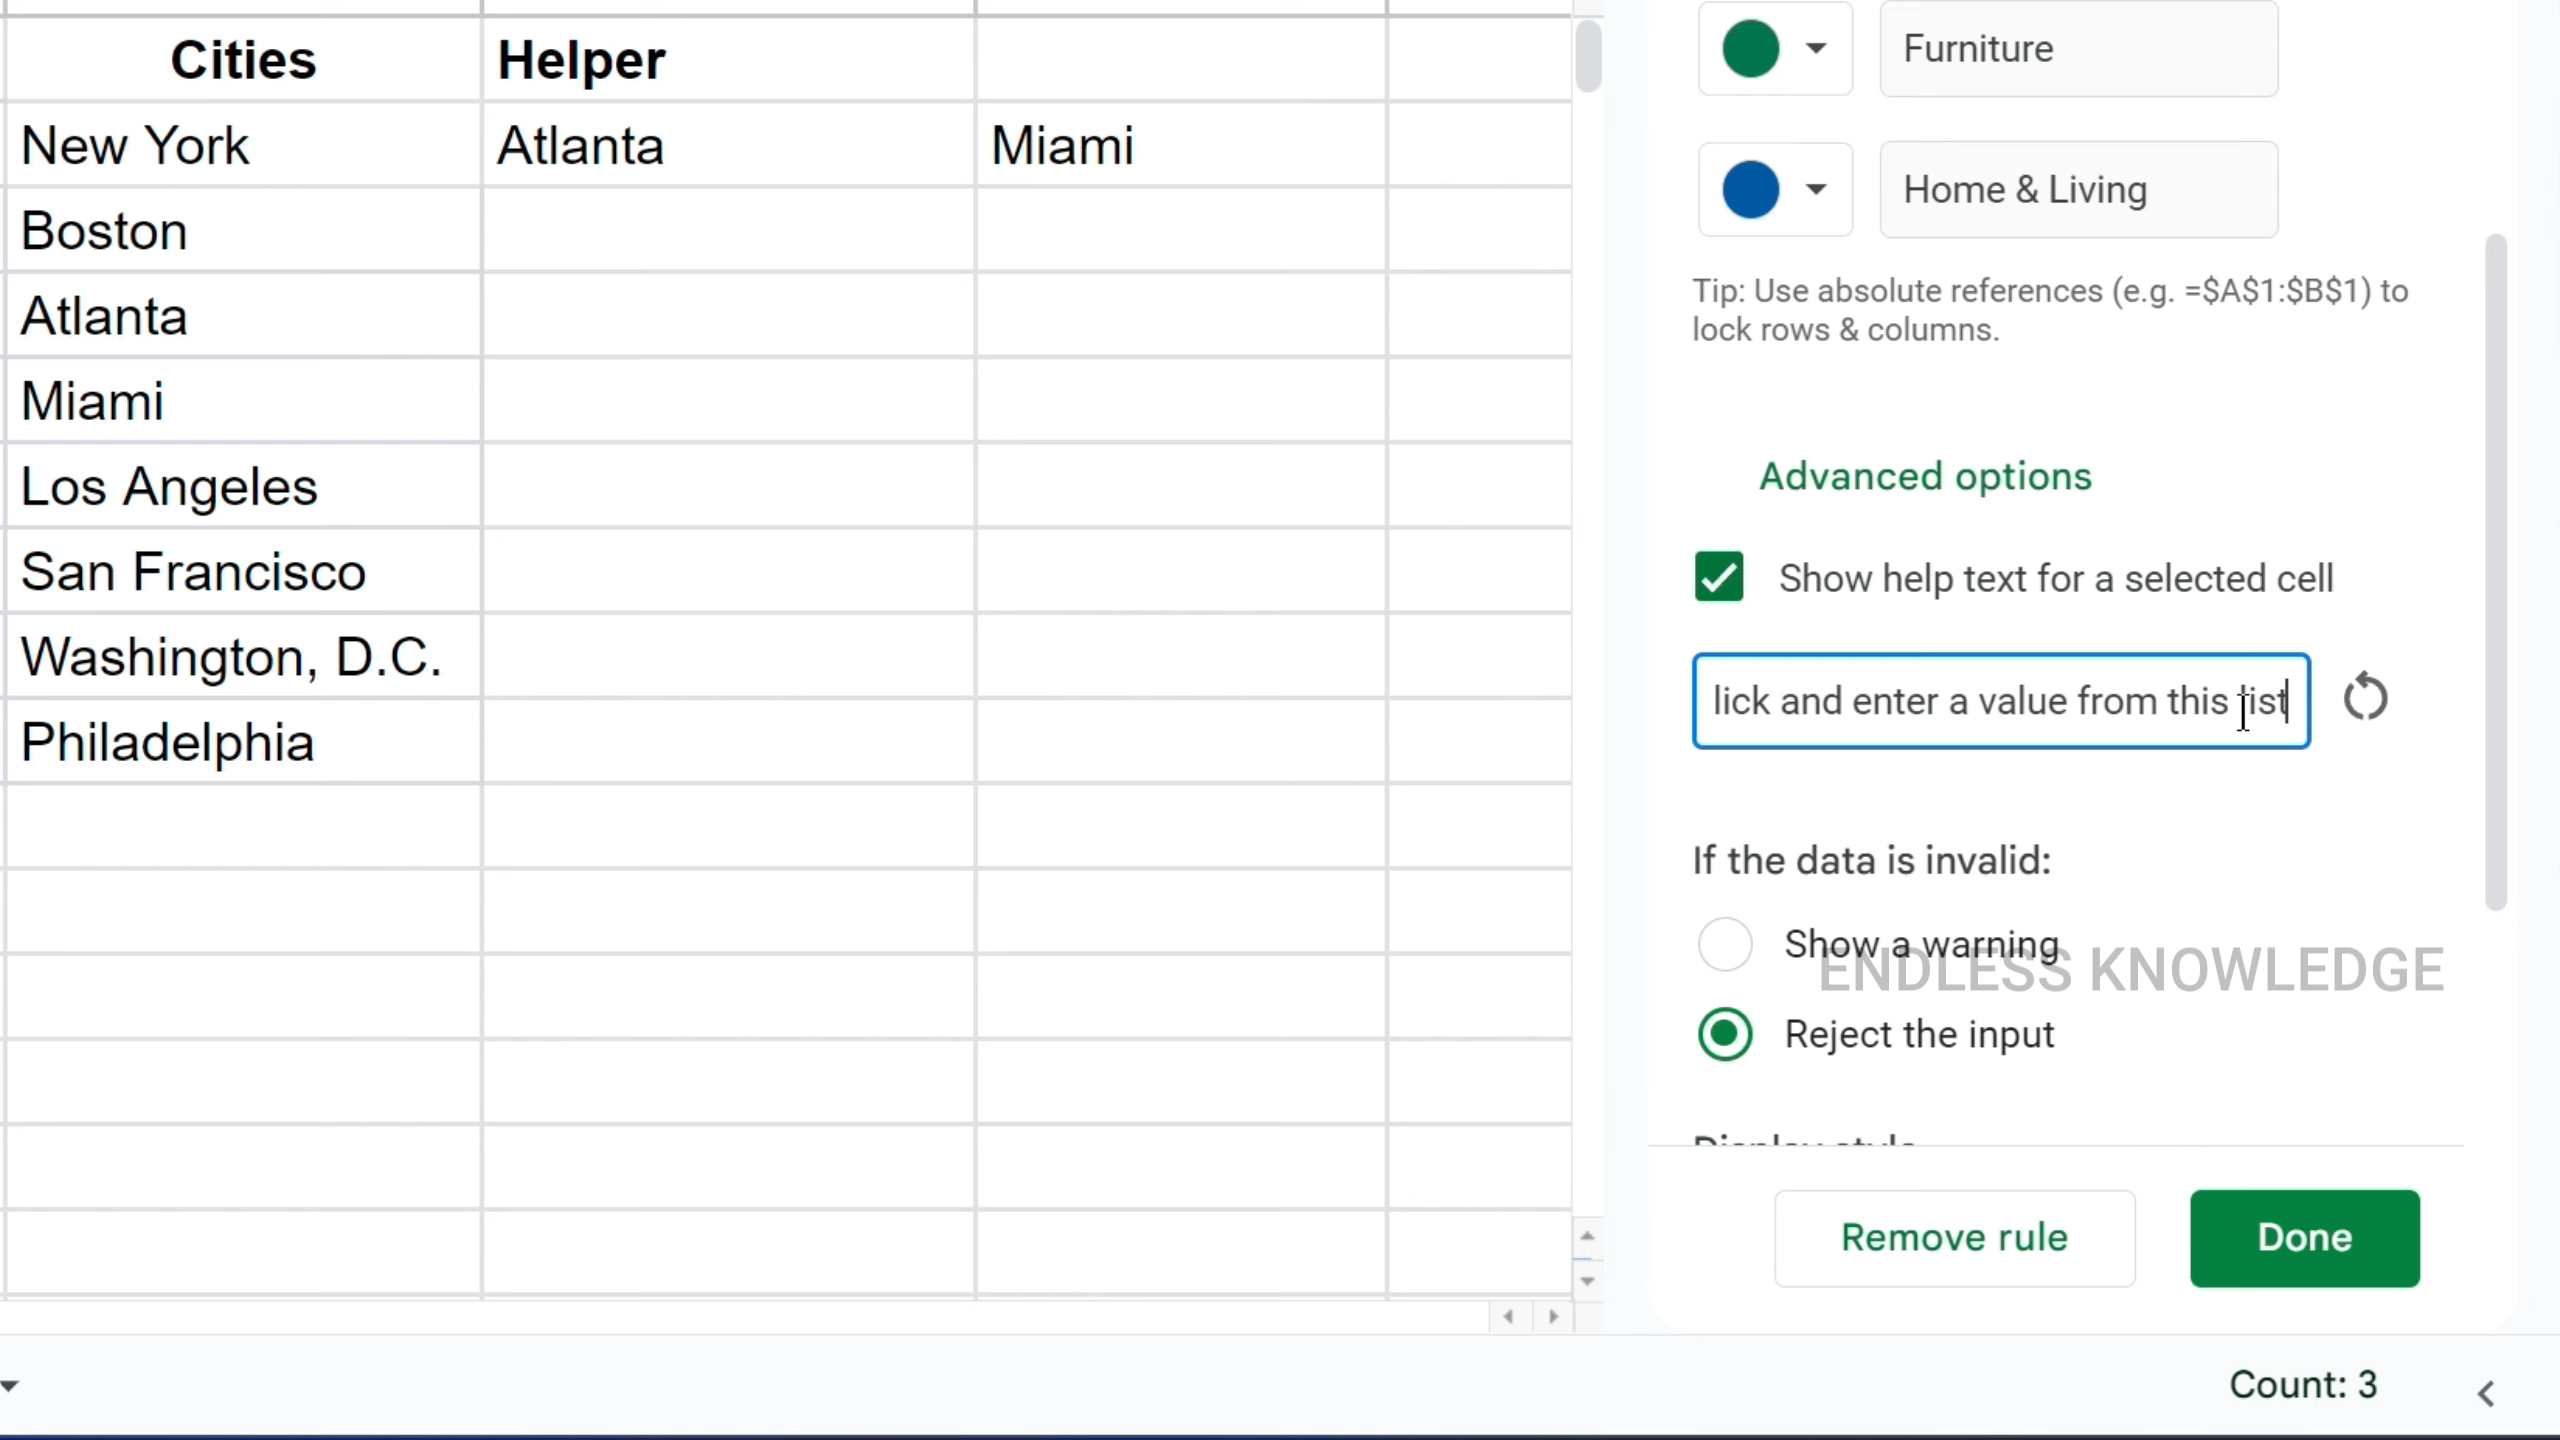 Cities Helper
New York Atlanta Miami
Boston
Atlanta
Miami
Los Angeles
San Francisco
Washington, D.C.
Philadelphia
Furniture
Home & Living
Tip: Use absolute references (e.g. =$A$1:$B$1) to
lock rows & columns.
Advanced options
Show help text for a selected cell
lick and enter a value from this list
If the data is invalid:
Show a warning
ENDLESS KNOWLEDGE
Reject the input
Display style
Remove rule
Done
Count: 3